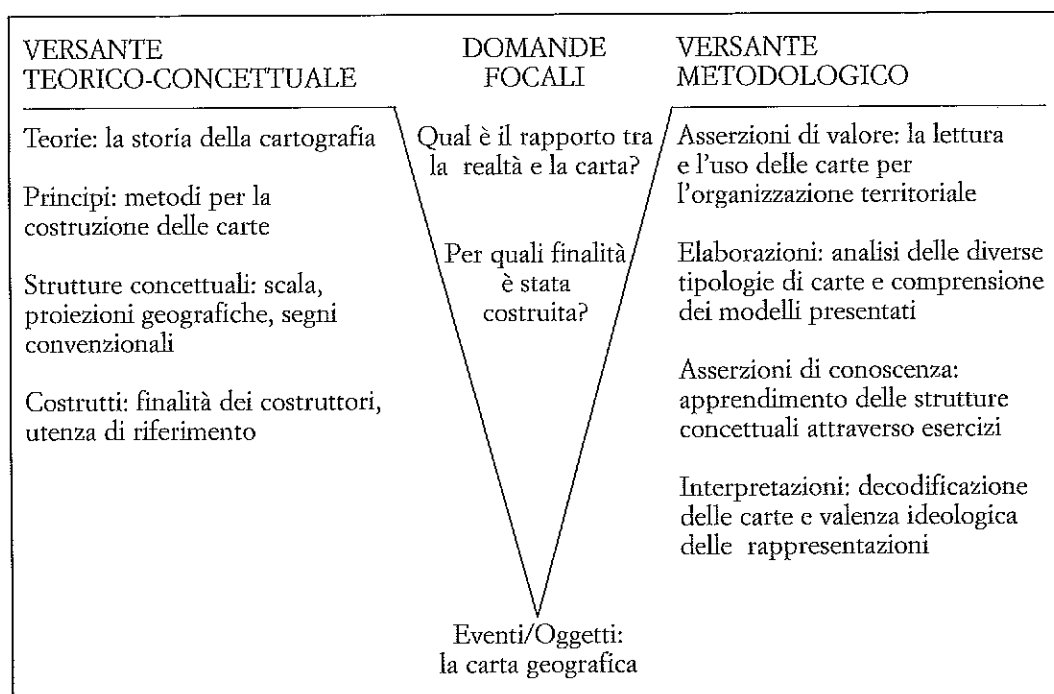 VERSANTE
TEORICO-CONCETTUALE
Teorie: la storia della cartografia
Principi: metodi per la
costruzione delle carte
Strutture concettuali: scala,
proiezioni geografiche, segni
convenzionali
Costrutti: finalità dei costruttori,
utenza di riferimento
DOMANDE
FOCALI
Qual è il rapporto tra
la realtà e la carta?
Per quali finalità
è stata
costruita?
VERSANTE
METODOLOGICO
Asserzioni di valore: la lettura
e l'uso delle carte per
l'organizzazione territoriale
Elaborazioni: analisi delle diverse
tipologie di carte e comprensione
dei modelli presentati
Asserzioni di conoscenza:
apprendimento delle strutture
concettuali attraverso esercizi
Interpretazioni: decodificazione
delle carte e valenza ideologica
delle rappresentazioni
Eventi/Oggetti:
la carta geografica